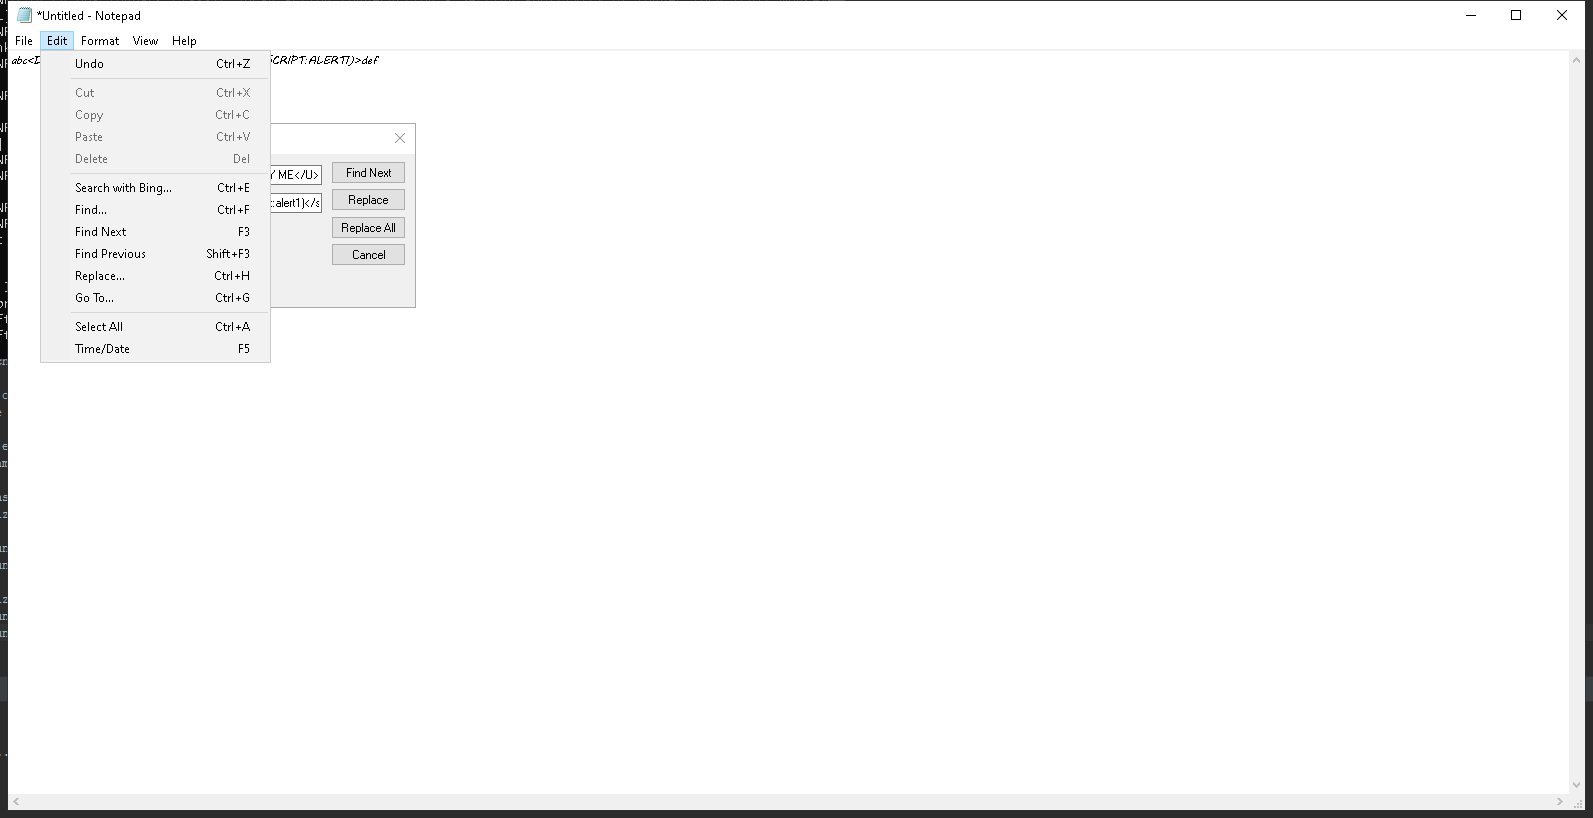 *Untitled - Notepad
File Edit Format View Help
abc<D
SCRIPT:ALERT1)>def
Undo Ctrl+Z
Cut Ctrl+X
Copy Ctrl+C
Paste Ctrl+V
Delete Del
Search with Bing... Ctrl+E
Find... Ctrl+F
Find Next F3
Find Previous Shift+F3
Replace... Ctrl+H
Go To... Ctrl+G
Select All Ctrl+A
Time/Date F5
Y ME</U> Find Next
:alert1)</s Replace
Replace All
Cancel